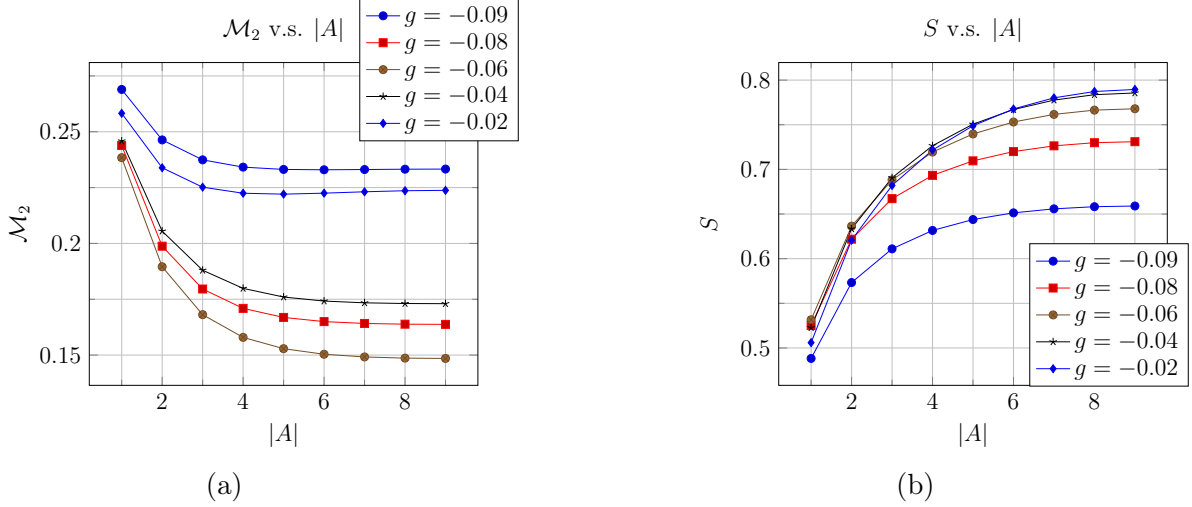 M₂ v.s. |A|
g = −0.09
g = −0.08
g = −0.06
g = −0.04
g = −0.02
0.25
0.2
0.15
M₂
2 4 6 8
|A|
(a)
S v.s. |A|
0.8
0.7
0.6
0.5
S
g = −0.09
g = −0.08
g = −0.06
g = −0.04
g = −0.02
2 4 6 8
|A|
(b)